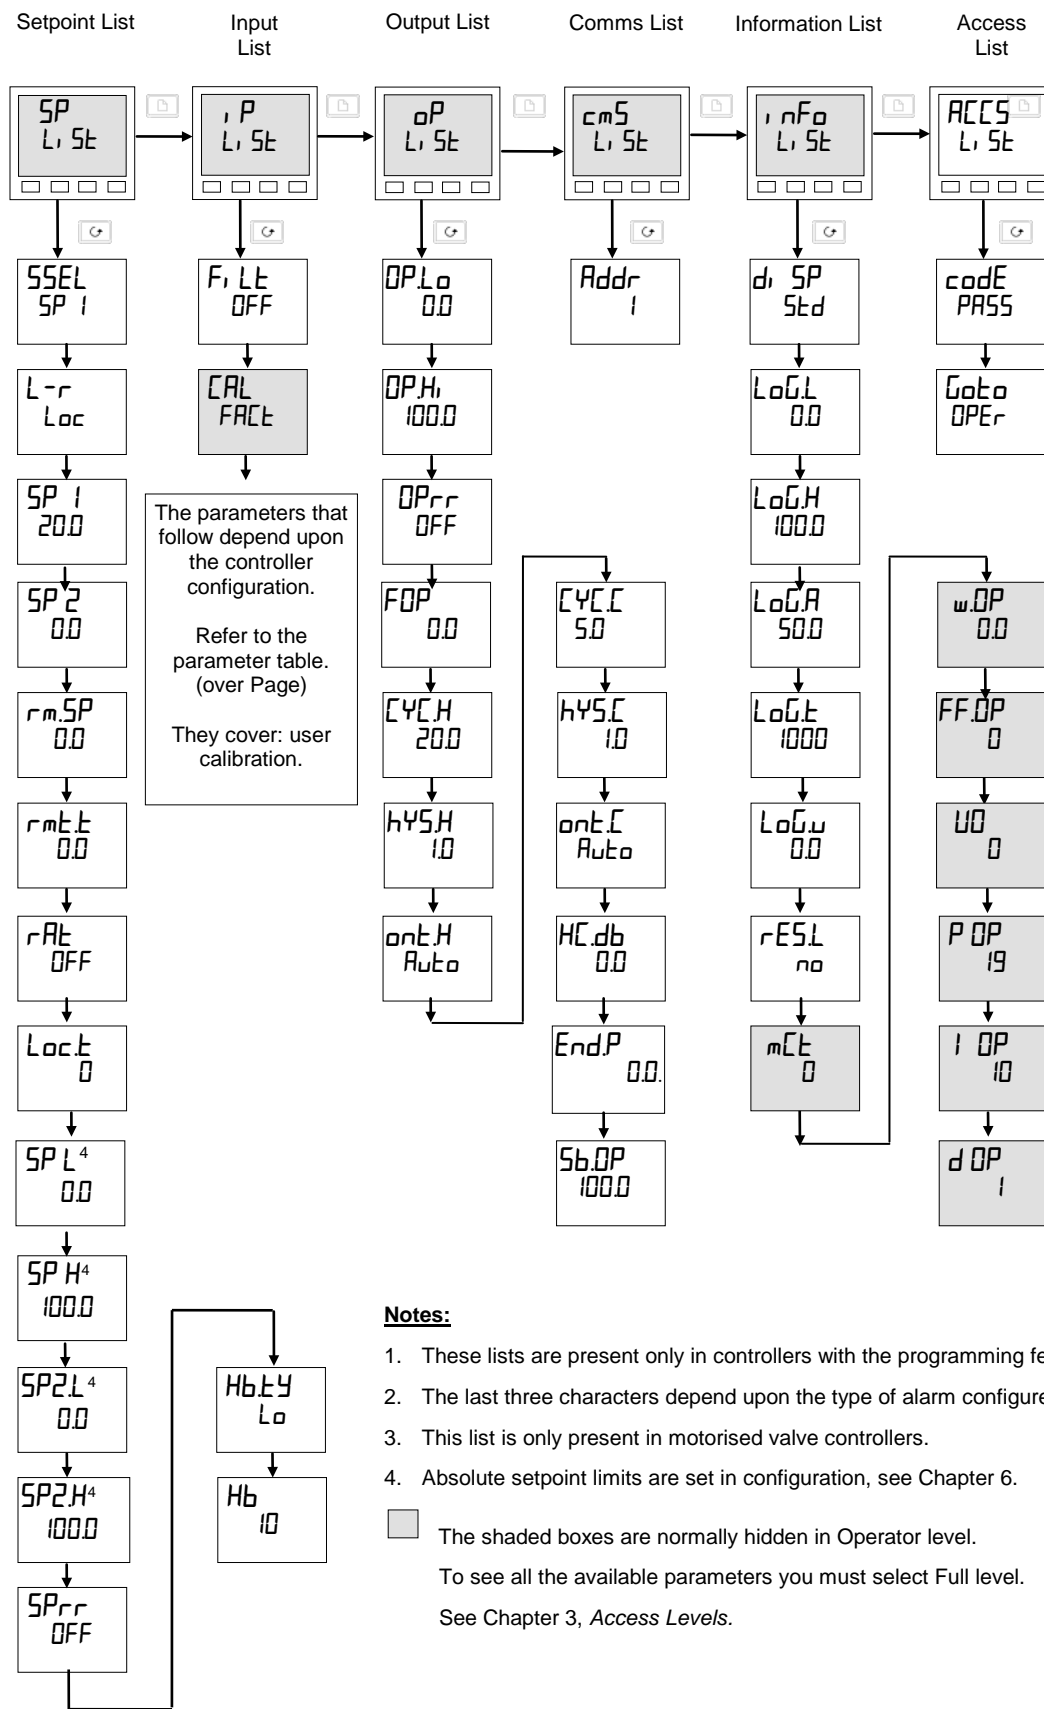 Setpoint List
Input
List
Output List
Comms List
Information List
Access
List
SP
LiSt
iP
LiSt
oP
LiSt
cmS
LiSt
inFo
LiSt
ACCS
LiSt
SSEL
SP 1
L-r
Loc
SP 1
20.0
SP 2
0.0
rm.SP
0.0
rmt.t
0.0
rAt
OFF
Loc.t
0
SP L 4
0.0
SP H 4
100.0
SP2.L 4
0.0
SP2.H 4
100.0
SPrr
OFF
Hb.tY
Lo
Hb
10
FiLt
OFF
CAL
FACt
The parameters that
follow depend upon
the controller
configuration.
Refer to the
parameter table.
(over Page)
They cover: user
calibration.
OP.Lo
0.0
OP.Hi
100.0
OPrr
OFF
FOP
0.0
CYC.H
20.0
hYS.H
1.0
ont.H
Auto
Addr
1
CYC.C
5.0
hYS.C
1.0
ont.C
Auto
HC.db
0.0
End.P
0.0.
Sb.OP
100.0
diSP
Std
LoG.L
0.0
LoG.H
100.0
LoG.A
50.0
LoG.t
1000
LoG.v
0.0
rES.L
no
mCt
0
codE
PASS
Goto
OPEr
w.OP
0.0
FF.OP
0
VO
0
P OP
19
I OP
10
d OP
1
Notes:
1. These lists are present only in controllers with the programming fe
2. The last three characters depend upon the type of alarm configure
3. This list is only present in motorised valve controllers.
4. Absolute setpoint limits are set in configuration, see Chapter 6.
The shaded boxes are normally hidden in Operator level.
To see all the available parameters you must select Full level.
See Chapter 3, Access Levels.